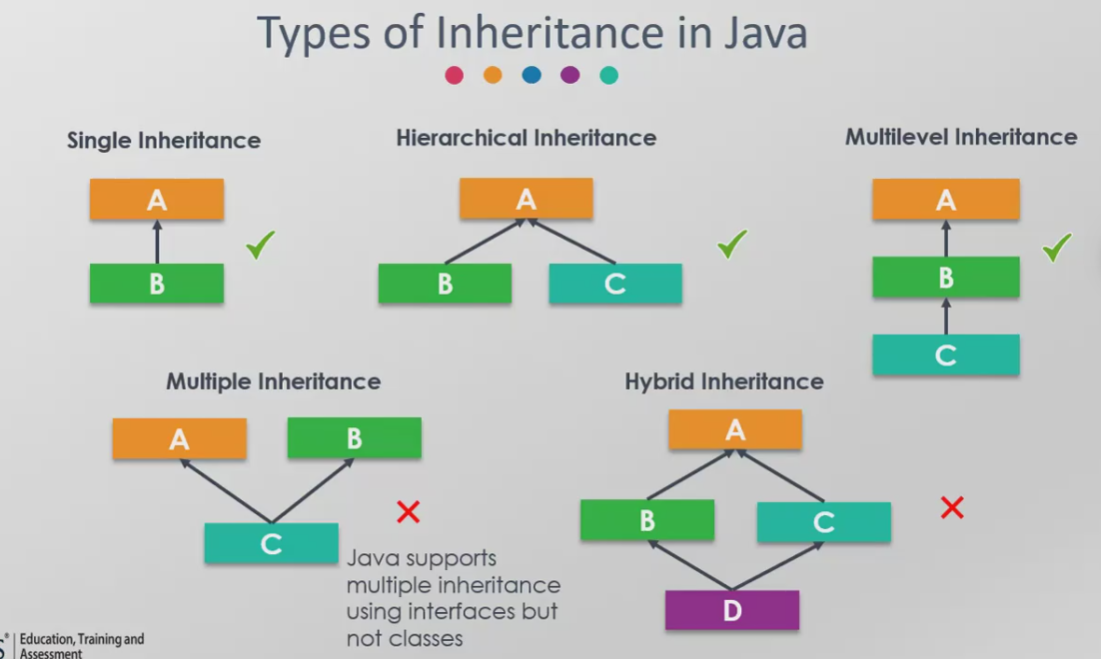 Types of Inheritance in Java
Single Inheritance
A
B
Hierarchical Inheritance
A
B
C
Multilevel Inheritance
A
B
C
Multiple Inheritance
A
B
C
Java supports
multiple inheritance
using interfaces but
not classes
Hybrid Inheritance
A
B
C
D
Education, Training and
Assessment